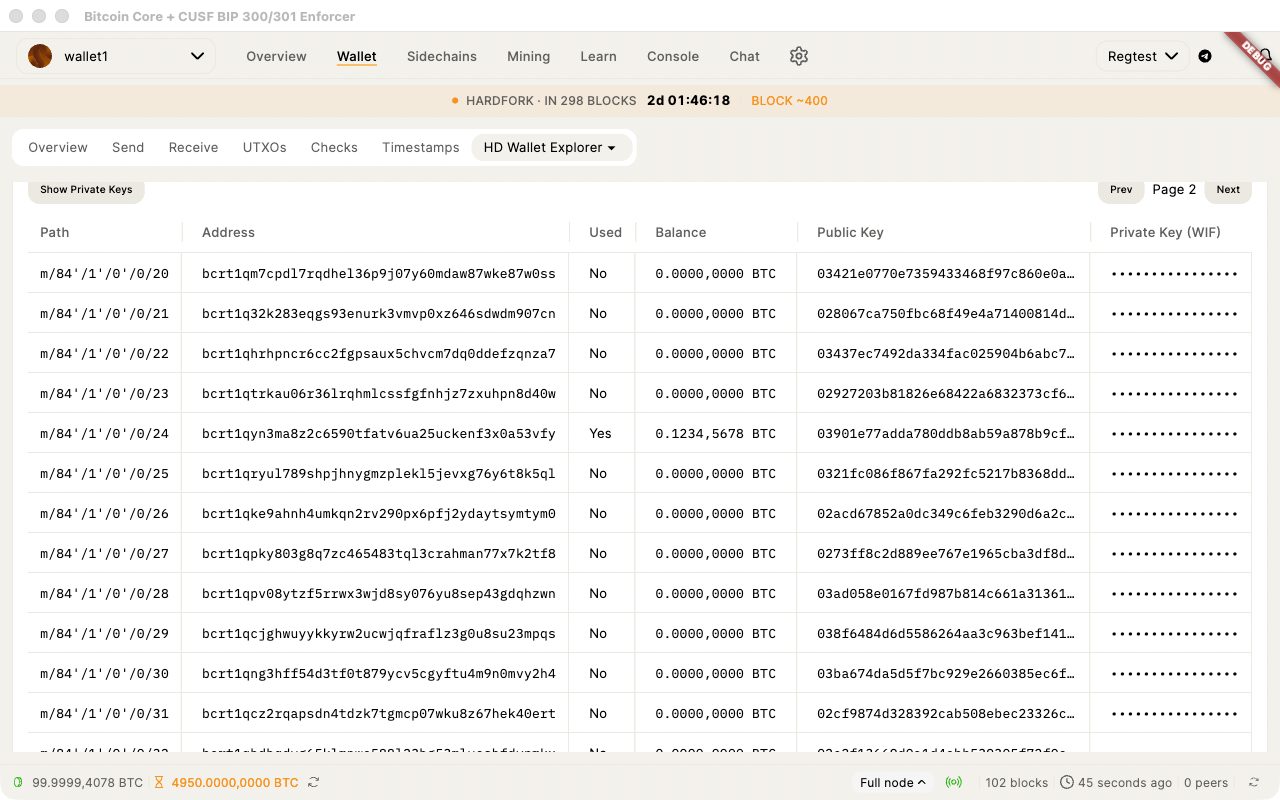 Bitcoin Core + CUSF BIP 300/301 Enforcer
wallet1 Overview Wallet Sidechains Mining Learn Console Chat Regtest DEBUG
HARDFORK · IN 298 BLOCKS 2d 01:46:18 BLOCK ~400
Overview Send Receive UTXOs Checks Timestamps HD Wallet Explorer
Show Private Keys Prev Page 2 Next
Path Address Used Balance Public Key Private Key (WIF)
m/84'/1'/0'/0/20 bcrt1qm7cpdl7rqdhel36p9j07y60mdaw87wke87w0ss No 0.0000,0000 BTC 03421e0770e7359433468f97c860e0a… ••••••••••••••••
m/84'/1'/0'/0/21 bcrt1q32k283eqgs93enurk3vmvp0xz646sdwdm907cn No 0.0000,0000 BTC 028067ca750fbc68f49e4a71400814d… ••••••••••••••••
m/84'/1'/0'/0/22 bcrt1qhrhpncr6cc2fgpsaux5chvcm7dq0ddefzqnza7 No 0.0000,0000 BTC 03437ec7492da334fac025904b6abc7… ••••••••••••••••
m/84'/1'/0'/0/23 bcrt1qtrkau06r36lrqhmlcssfgfnhjz7zxuhpn8d40w No 0.0000,0000 BTC 02927203b81826e68422a6832373cf6… ••••••••••••••••
m/84'/1'/0'/0/24 bcrt1qyn3ma8z2c6590tfatv6ua25uckenf3x0a53vfy Yes 0.1234,5678 BTC 03901e77adda780ddb8ab59a878b9cf… ••••••••••••••••
m/84'/1'/0'/0/25 bcrt1qryul789shpjhnygmzplekl5jevxg76y6t8k5ql No 0.0000,0000 BTC 0321fc086f867fa292fc5217b8368dd… ••••••••••••••••
m/84'/1'/0'/0/26 bcrt1qke9ahnh4umkqn2rv290px6pfj2ydaytsymtym0 No 0.0000,0000 BTC 02acd67852a0dc349c6feb3290d6a2c… ••••••••••••••••
m/84'/1'/0'/0/27 bcrt1qpky803g8q7zc465483tql3crahman77x7k2tf8 No 0.0000,0000 BTC 0273ff8c2d889ee767e1965cba3df8d… ••••••••••••••••
m/84'/1'/0'/0/28 bcrt1qpv08ytzf5rrwx3wjd8sy076yu8sep43gdqhzwn No 0.0000,0000 BTC 03ad058e0167fd987b814c661a31361… ••••••••••••••••
m/84'/1'/0'/0/29 bcrt1qcjghwuyykkyrw2ucwjqfraflz3g0u8su23mpqs No 0.0000,0000 BTC 038f6484d6d5586264aa3c963bef141… ••••••••••••••••
m/84'/1'/0'/0/30 bcrt1qng3hff54d3tf0t879ycv5cgyftu4m9n0mvy2h4 No 0.0000,0000 BTC 03ba674da5d5f7bc929e2660385ec6f… ••••••••••••••••
m/84'/1'/0'/0/31 bcrt1qcz2rqapsdn4tdzk7tgmcp07wku8z67hek40ert No 0.0000,0000 BTC 02cf9874d328392cab508ebec23326c… ••••••••••••••••
99.9999,4078 BTC 4950.0000,0000 BTC Full node 102 blocks 45 seconds ago 0 peers